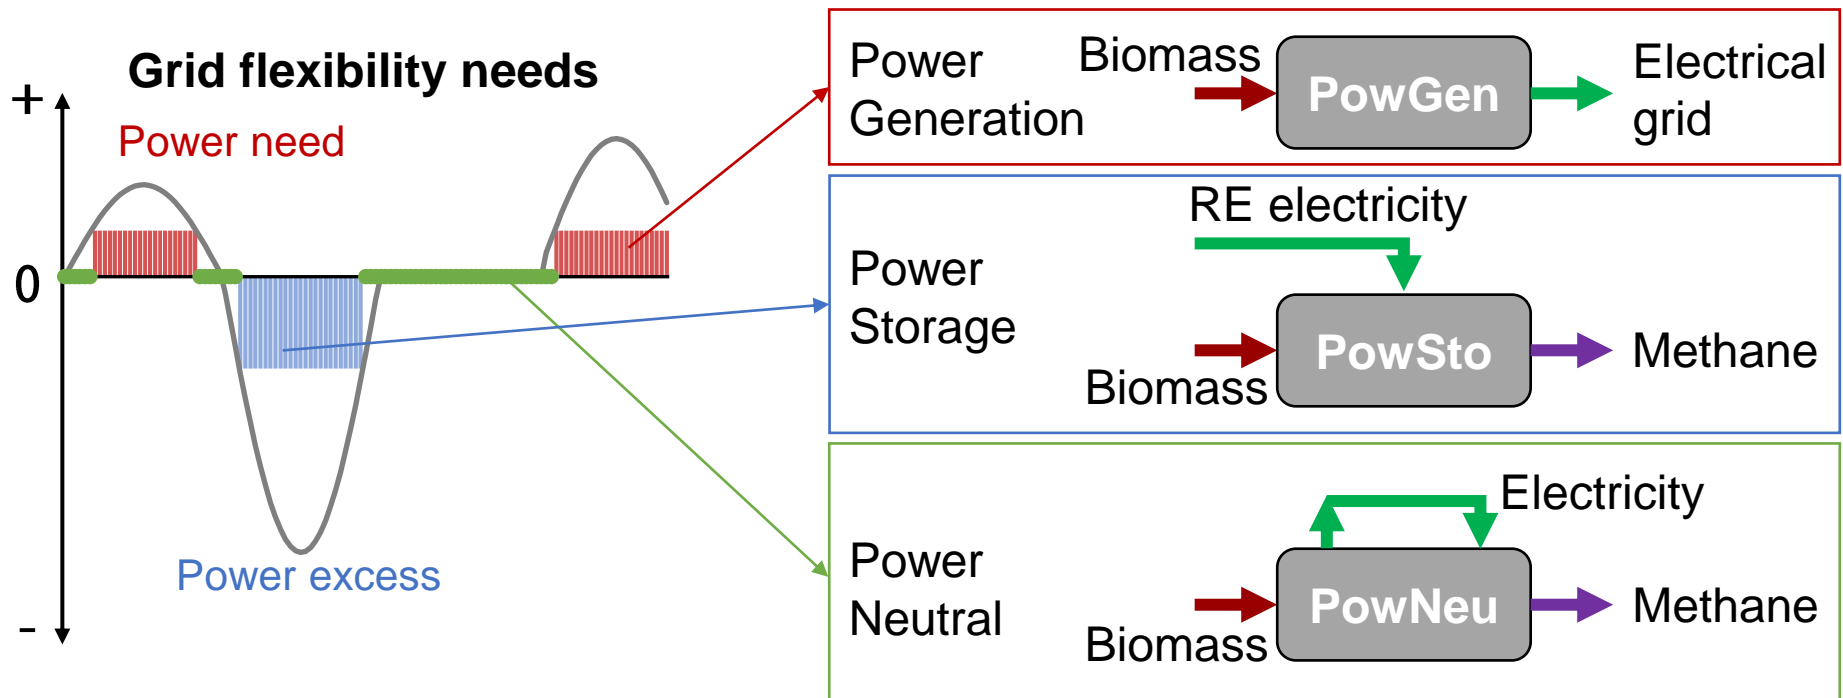 Grid flexibility needs
+
Power need
0
Power excess
-
Power
Generation
Biomass
PowGen
Electrical
grid
RE electricity
Power
Storage
PowSto
Methane
Biomass
Electricity
Power
Neutral
PowNeu
Methane
Biomass